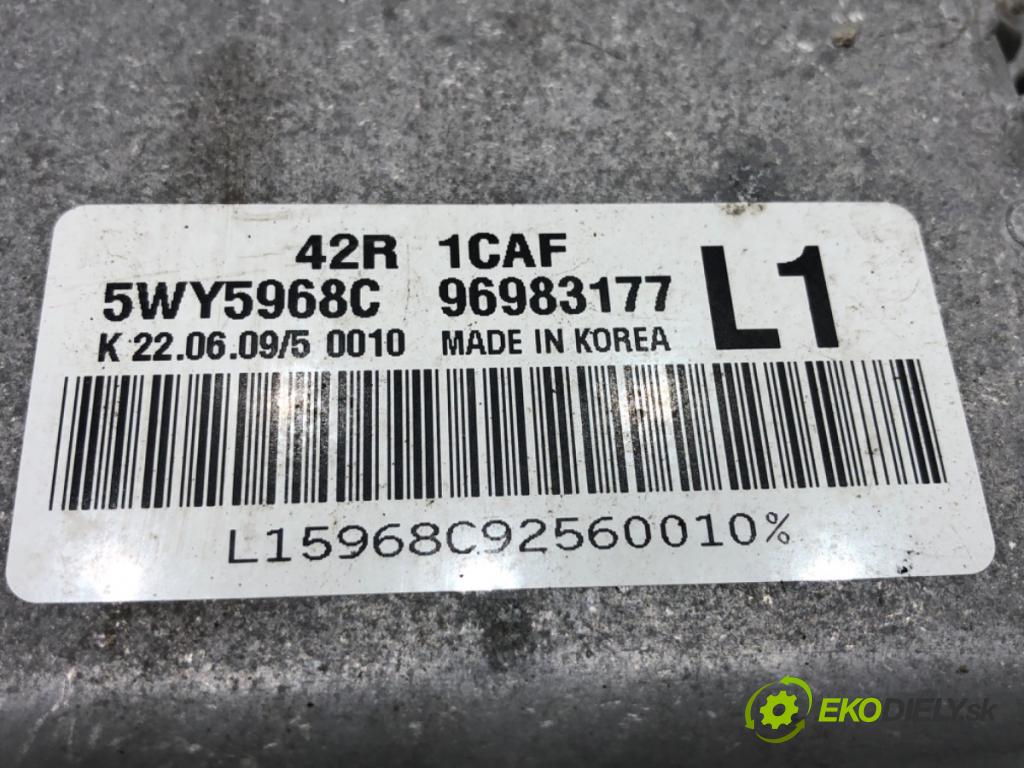 42R 1CAF
5WY5968C 96983177 L1
K 22.06.09/5 0010 MADE IN KOREA
L15968C92560010%
EKODIELY.sk